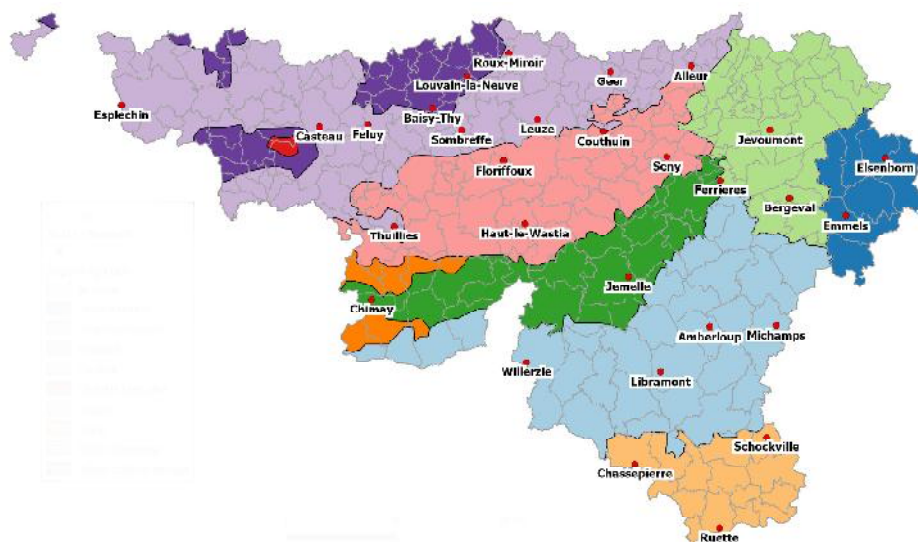 Roux-Miroir
Geer
Alleur
Louvain-la-Neuve
Esplechin
Baisy-Thy
Leuze
Casteau
Feluy
Sombreffe
Couthuin
Jevoumont
Elsenborn
Floriffoux
Sony
Ferrieres
Bergeval
Emmels
Thuillies
Haut-le-Wastia
Jemelle
Chimay
Amberloup
Michamps
Willerzie
Libramont
Schockville
Chassepierre
Ruette